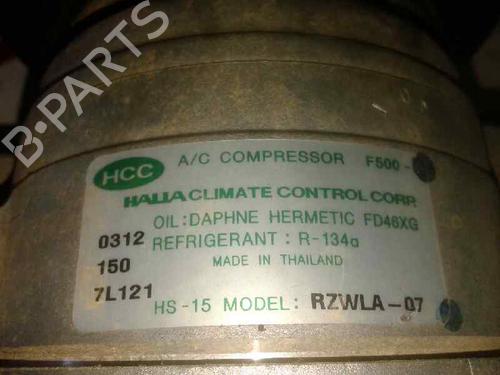 B-PARTS
HCC A/C COMPRESSOR F500-
HALLA CLIMATE CONTROL CORP.
OIL:DAPHNE HERMETIC FD46XG
0312 REFRIGERANT : R-134a
150 MADE IN THAILAND
7L121 HS-15 MODEL: RZWLA-07